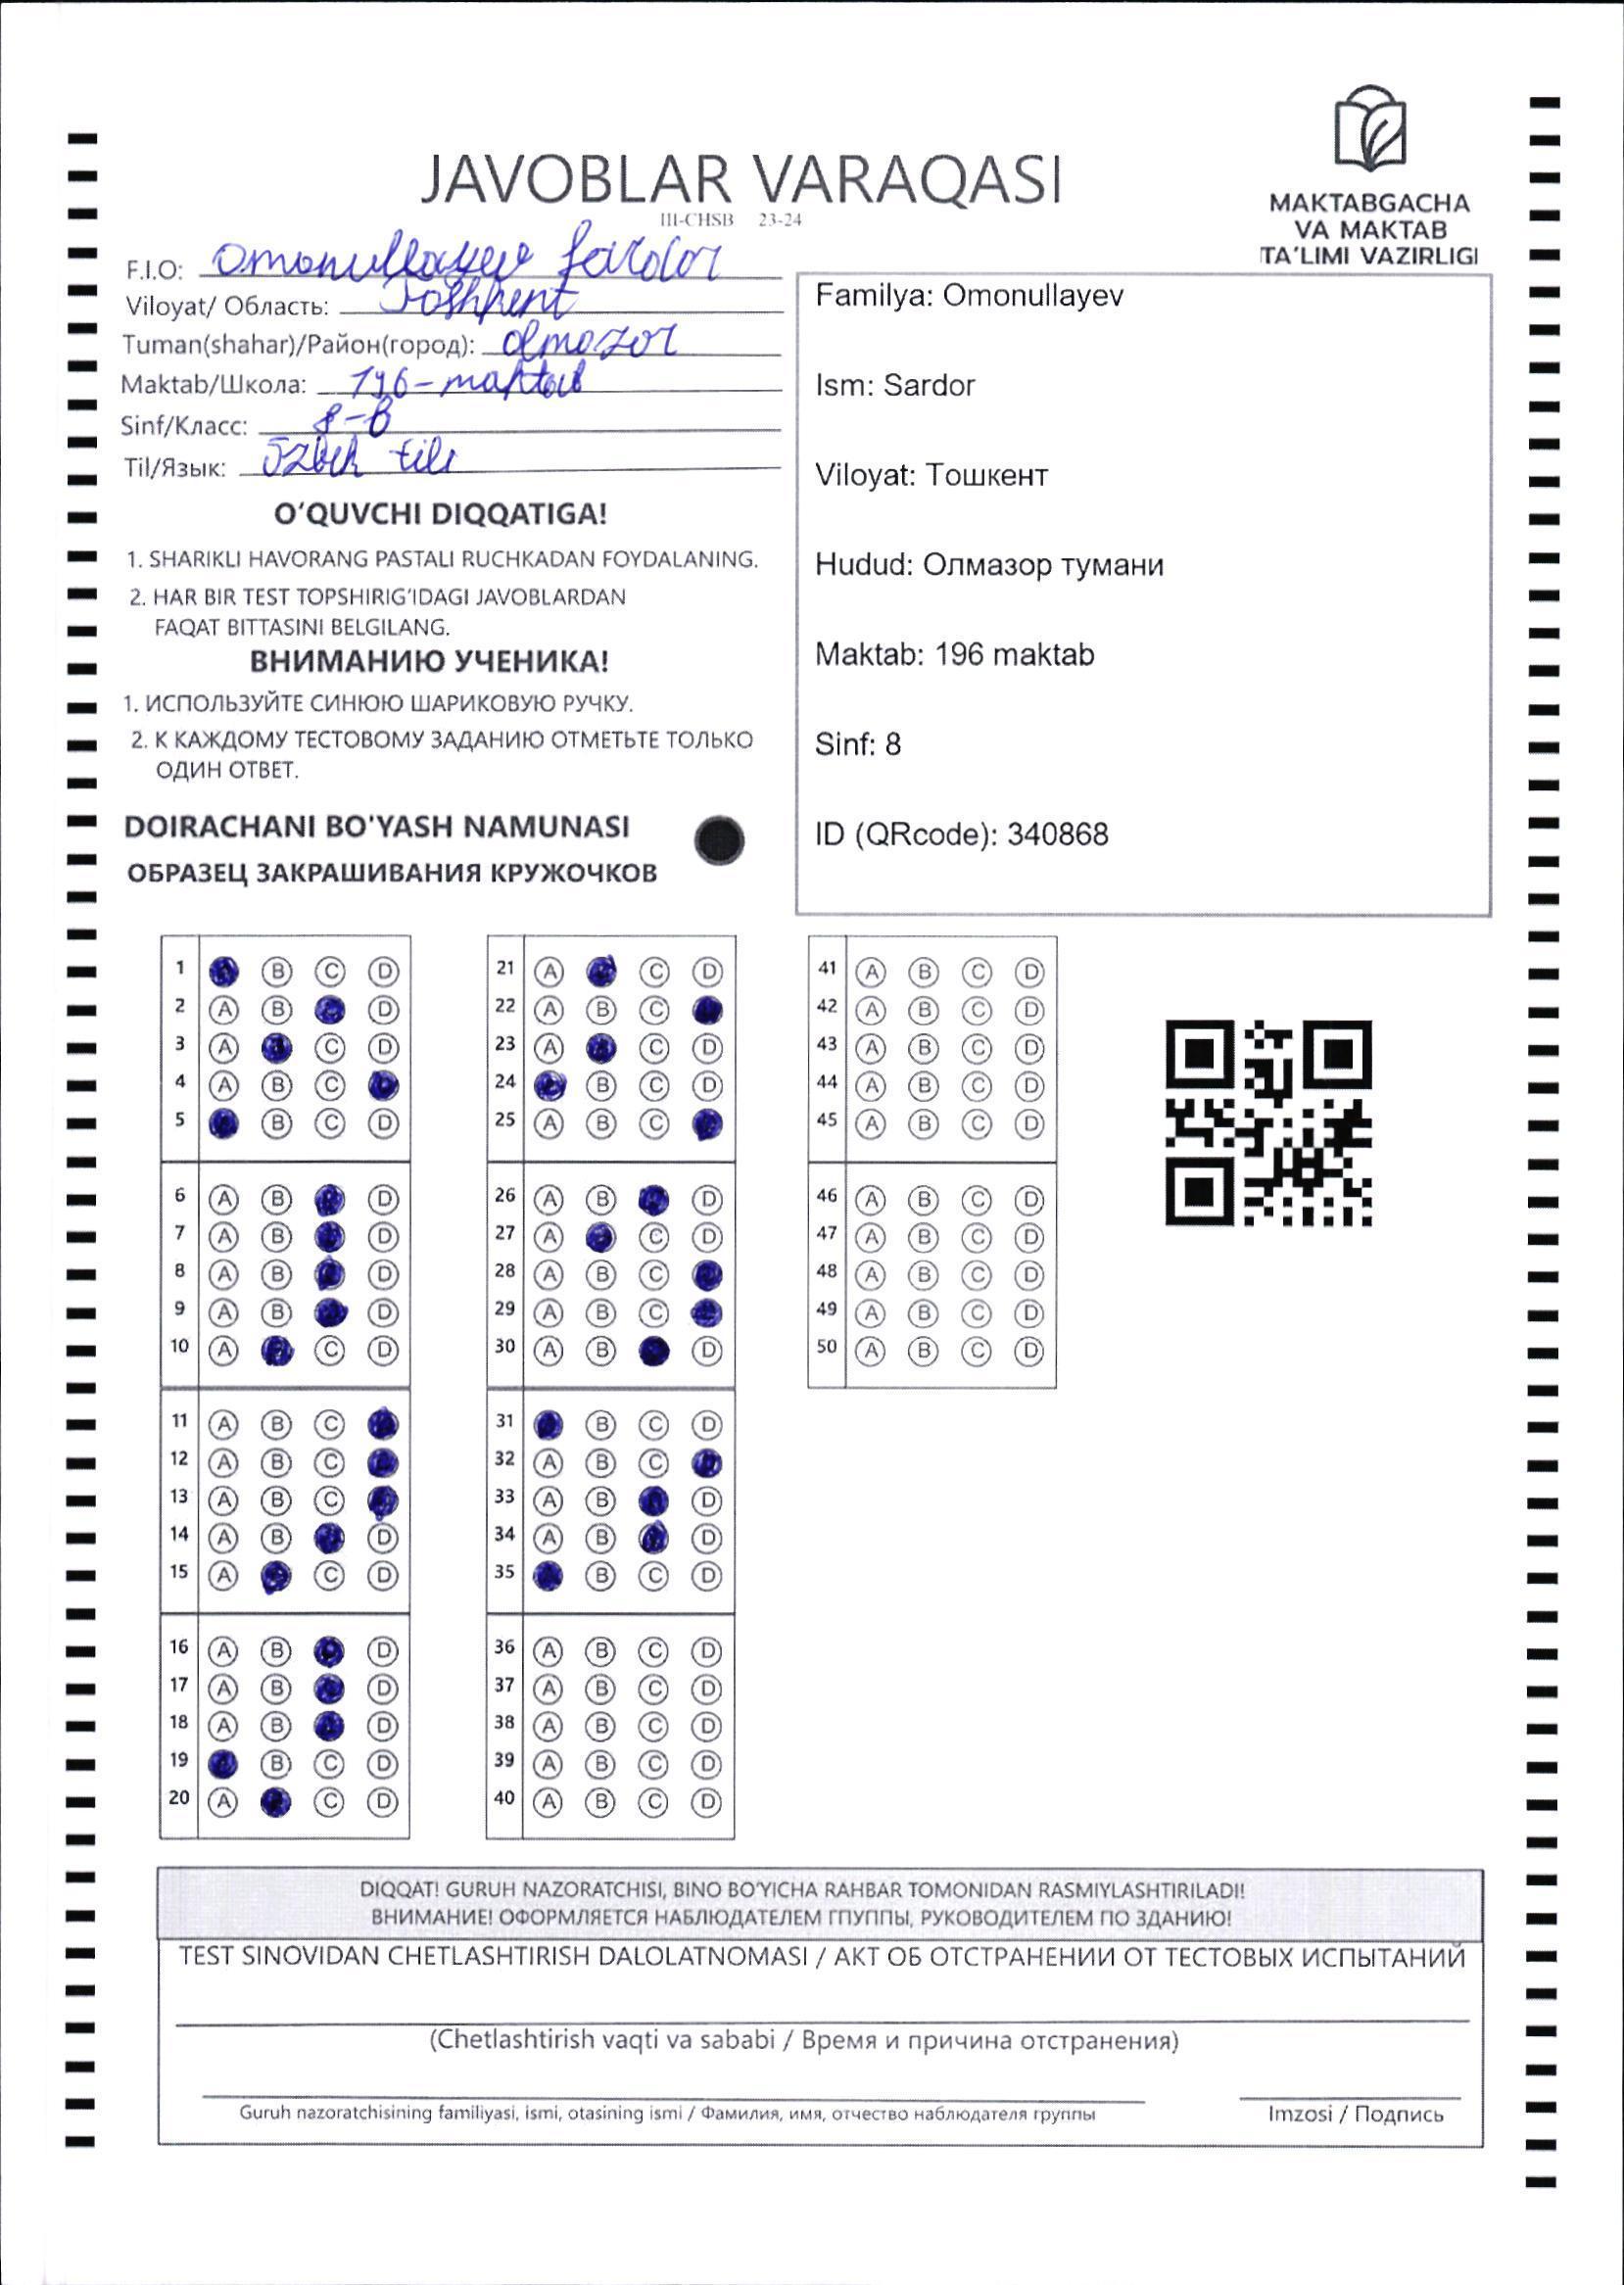 JAVOBLAR VARAQASI
III-CHSB 23-24
MAKTABGACHA
VA MAKTAB
TA'LIMI VAZIRLIGI
F.I.O: Omonullayev Sardor
Viloyat/ Область: Toshkent
Tuman(shahar)/Район(город): Olmozor
Maktab/Школа: 196-maktab
Sinf/Класс: 8-B
Til/Язык: Ozbek tili
O'QUVCHI DIQQATIGA!
1. SHARIKLI HAVORANG PASTALI RUCHKADAN FOYDALANING.
2. HAR BIR TEST TOPSHIRIG'IDAGI JAVOBLARDAN
FAQAT BITTASINI BELGILANG.
ВНИМАНИЮ УЧЕНИКА!
1. ИСПОЛЬЗУЙТЕ СИНЮЮ ШАРИКОВУЮ РУЧКУ.
2. К КАЖДОМУ ТЕСТОВОМУ ЗАДАНИЮ ОТМЕТЬТЕ ТОЛЬКО
ОДИН ОТВЕТ.
DOIRACHANI BO'YASH NAMUNASI
ОБРАЗЕЦ ЗАКРАШИВАНИЯ КРУЖОЧКОВ
Familya: Omonullayev
Ism: Sardor
Viloyat: Тошкент
Hudud: Олмазор тумани
Maktab: 196 maktab
Sinf: 8
ID (QRcode): 340868
1 B C D
2 A B D
3 A C D
4 A B C
5 B C D
6 A B D
7 A B D
8 A B D
9 A B D
10 A C D
11 A B C
12 A B C
13 A B C
14 A B D
15 A C D
16 A B D
17 A B D
18 A B D
19 B C D
20 A C D
21 A C D
22 A B C
23 A C D
24 B C D
25 A B C
26 A B D
27 A C D
28 A B C
29 A B C
30 A B D
31 B C D
32 A B C
33 A B D
34 A B D
35 B C D
36 A B C D
37 A B C D
38 A B C D
39 A B C D
40 A B C D
41 A B C D
42 A B C D
43 A B C D
44 A B C D
45 A B C D
46 A B C D
47 A B C D
48 A B C D
49 A B C D
50 A B C D
DIQQAT! GURUH NAZORATCHISI, BINO BO'YICHA RAHBAR TOMONIDAN RASMIYLASHTIRILADI!
ВНИМАНИЕ! ОФОРМЛЯЕТСЯ НАБЛЮДАТЕЛЕМ ГПУППЫ, РУКОВОДИТЕЛЕМ ПО ЗДАНИЮ!
TEST SINOVIDAN CHETLASHTIRISH DALOLATNOMASI / АКТ ОБ ОТСТРАНЕНИИ ОТ ТЕСТОВЫХ ИСПЫТАНИЙ
(Chetlashtirish vaqti va sababi / Время и причина отстранения)
Guruh nazoratchisining familiyasi, ismi, otasining ismi / Фамилия, имя, отчество наблюдателя группы
Imzosi / Подпись